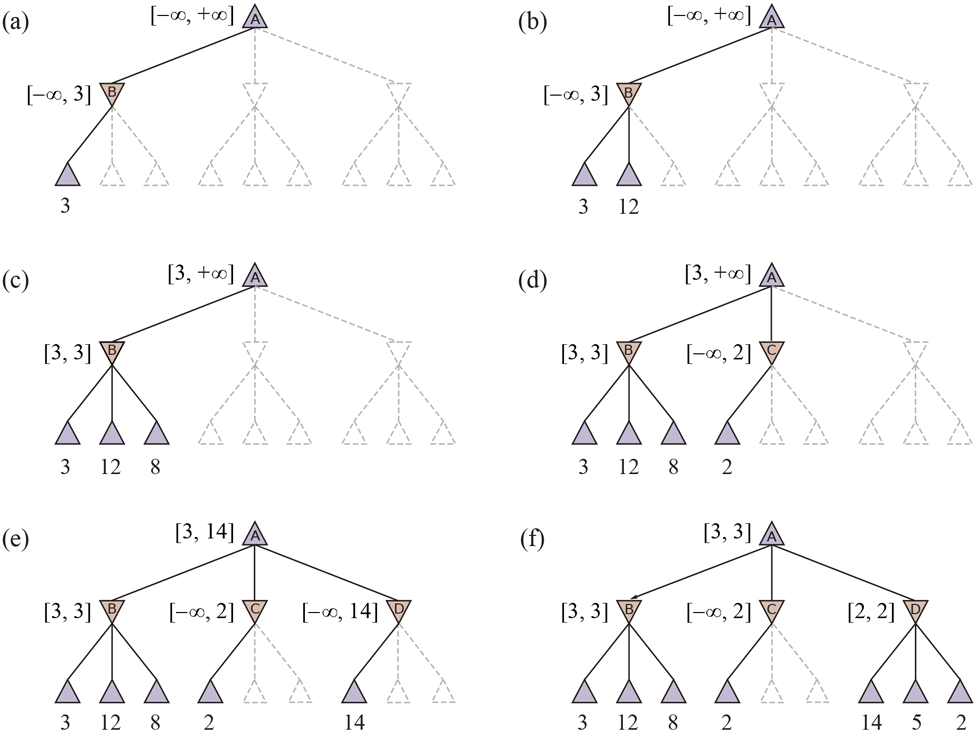 (a) [−∞, +∞] A
[−∞, 3] B
3
(b) [−∞, +∞] A
[−∞, 3] B
3 12
(c) [3, +∞] A
[3, 3] B
3 12 8
(d) [3, +∞] A
[3, 3] B [−∞, 2] C
3 12 8 2
(e) [3, 14] A
[3, 3] B [−∞, 2] C [−∞, 14] D
3 12 8 2 14
(f) [3, 3] A
[3, 3] B [−∞, 2] C [2, 2] D
3 12 8 2 14 5 2